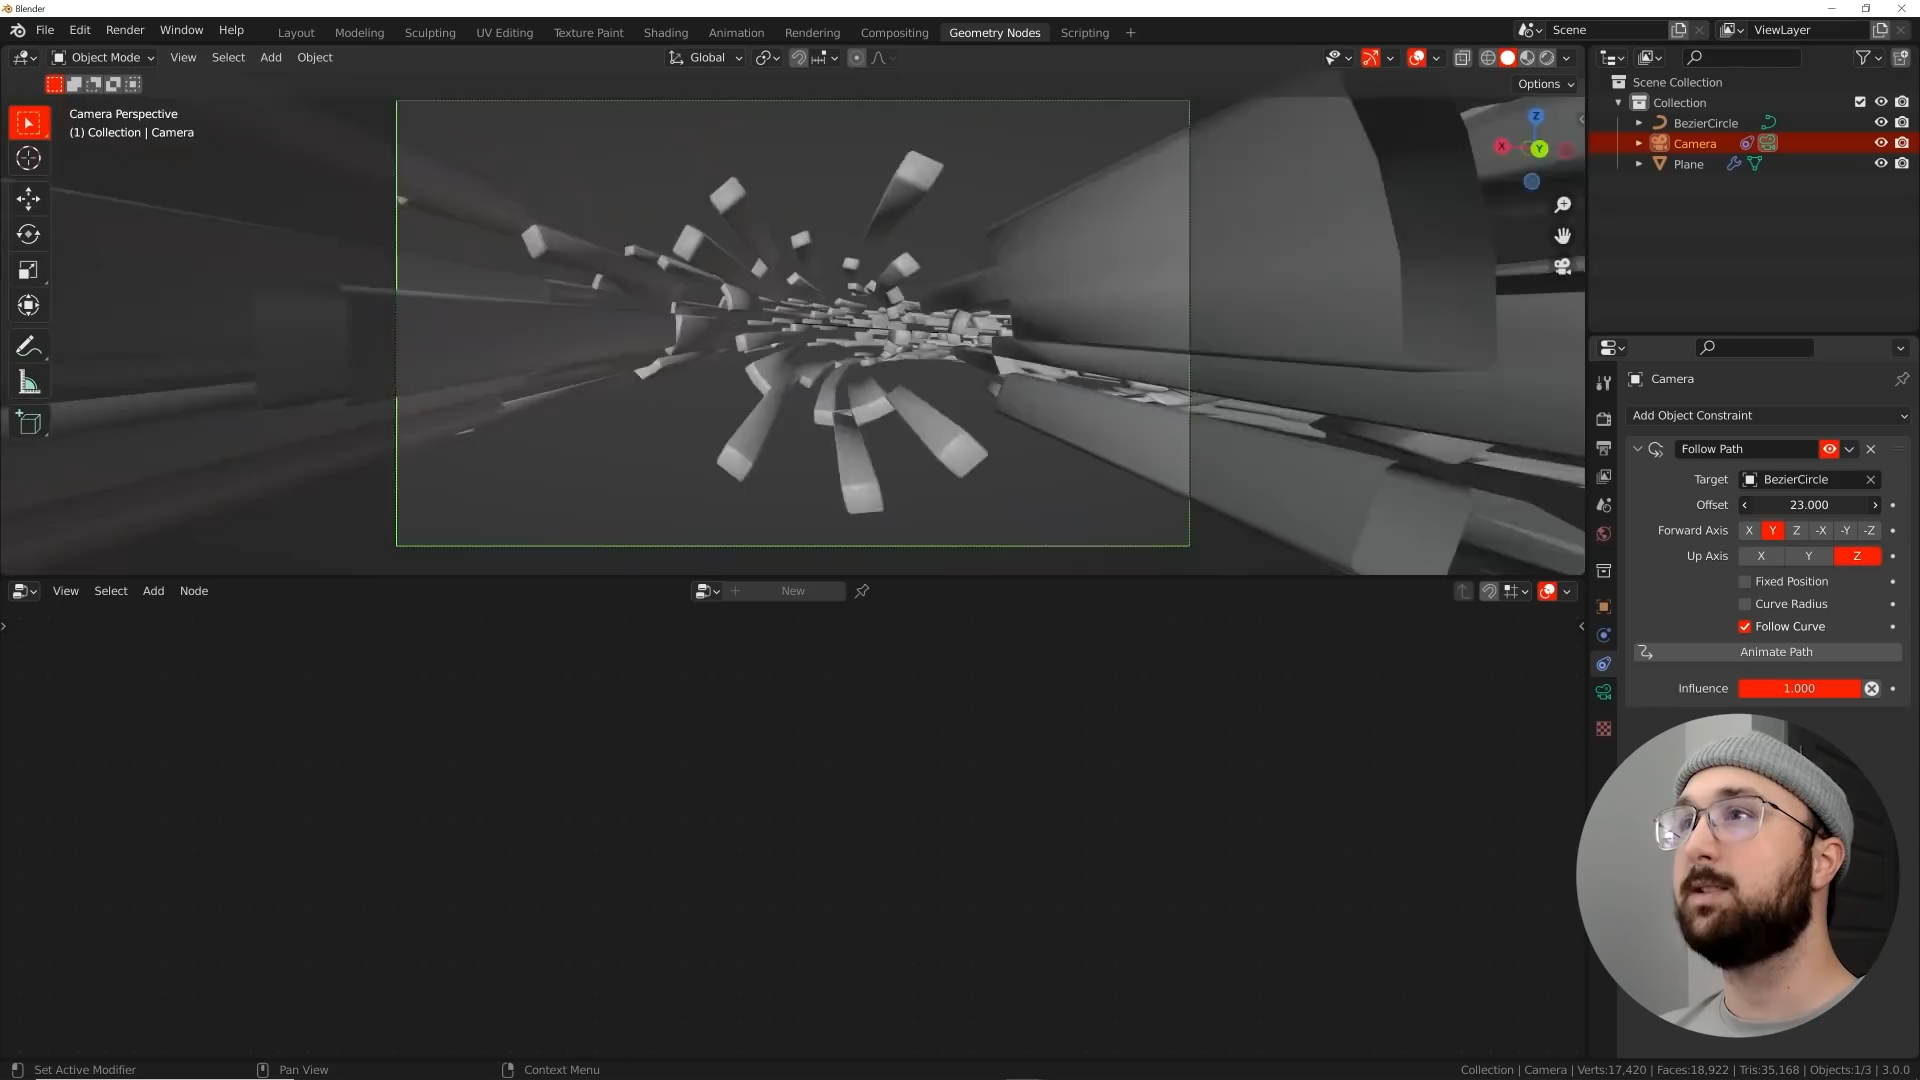 Blender
File Edit Render Window Help
Layout Modeling Sculpting UV Editing Texture Paint Shading Animation Rendering Compositing Geometry Nodes Scripting +
Scene
ViewLayer
Object Mode View Select Add Object
Global
Options
Camera Perspective
(1) Collection | Camera
Z
X
Y
Scene Collection
Collection
BezierCircle
Camera
Plane
Camera
Add Object Constraint
Follow Path
Target BezierCircle
Offset 23.000
Forward Axis X Y Z -X -Y -Z
Up Axis X Y Z
Fixed Position
Curve Radius
Follow Curve
Animate Path
Influence 1.000
View Select Add Node
New
Set Active Modifier
Pan View
Context Menu
Collection | Camera | Verts:17,420 | Faces:18,922 | Tris:35,168 | Objects:1/3 | 3.0.0